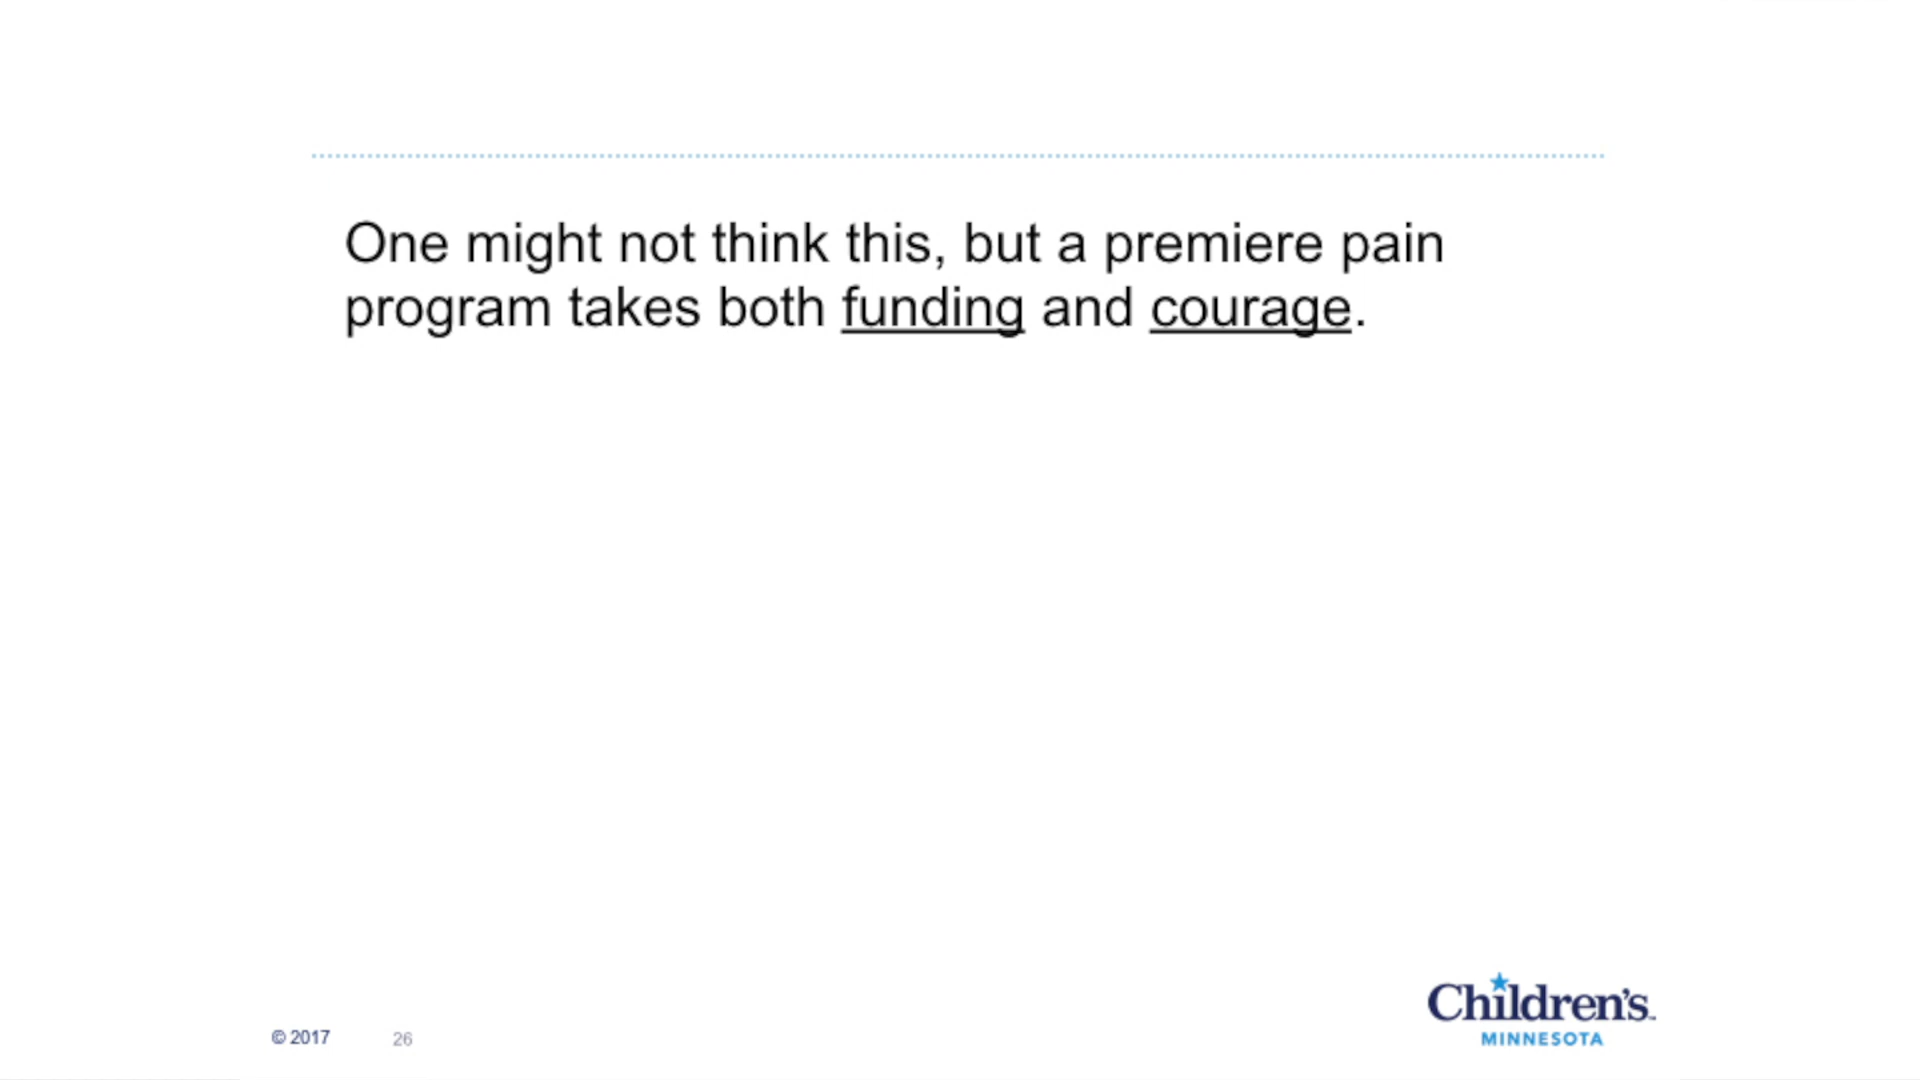 One might not think this, but a premiere pain
program takes both funding and courage.
© 2017
26
Children's
MINNESOTA